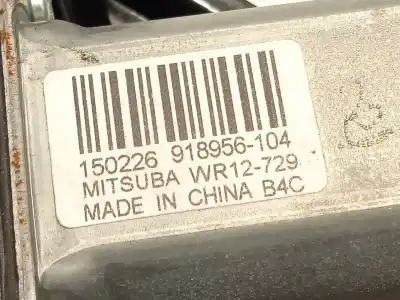 150226 918956-104
MITSUBA WR12-729
MADE IN CHINA B4C